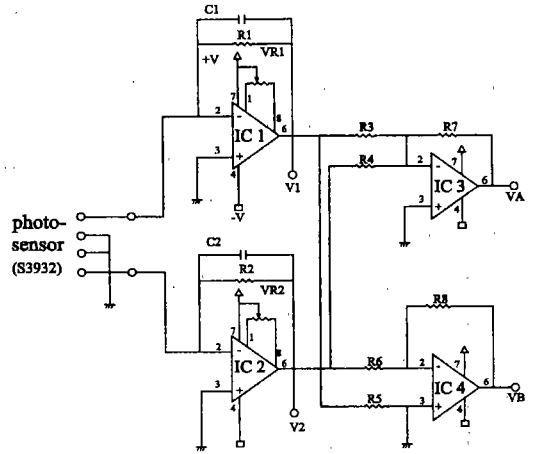 C1
R1
+V
VR1
7
1
8
2
-
IC 1
6
3
+
4
-V
V1
R3
R7
R4
2
-
7
IC 3
6
3
+
4
VA
photo-
sensor
(S3932)
C2
R2
VR2
7
1
8
2
-
IC 2
6
3
+
4
V2
R8
R6
2
-
7
IC 4
6
R5
3
+
4
VB